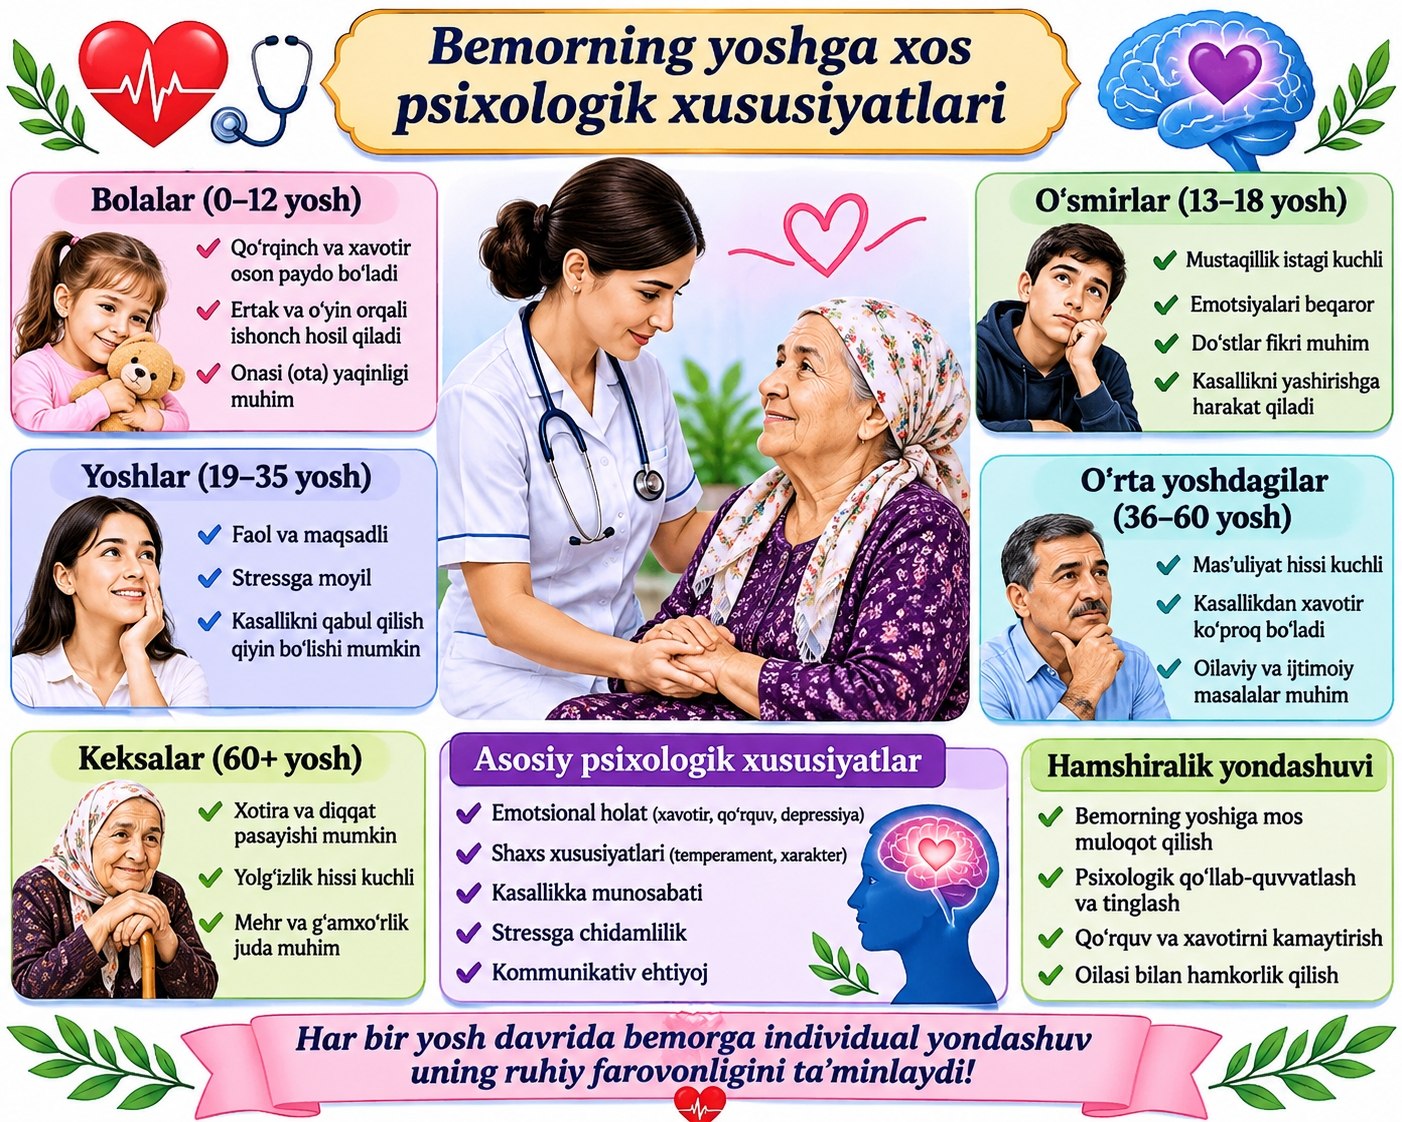 Bemorning yoshga xos
psixologik xususiyatlari
Bolalar (0–12 yosh)
Qo‘rqinch va xavotir
oson paydo bo‘ladi
Ertak va o‘yin orqali
ishonch hosil qiladi
Onasi (ota) yaqinligi
muhim
O‘smirlar (13–18 yosh)
Mustaqillik istagi kuchli
Emotsiyalari beqaror
Do‘stlar fikri muhim
Kasallikni yashirishga
harakat qiladi
Yoshlar (19–35 yosh)
Faol va maqsadli
Stressga moyil
Kasallikni qabul qilish
qiyin bo‘lishi mumkin
O‘rta yoshdagilar
(36–60 yosh)
Mas’uliyat hissi kuchli
Kasallikdan xavotir
ko‘proq bo‘ladi
Oilaviy va ijtimoiy
masalalar muhim
Keksalar (60+ yosh)
Xotira va diqqat
pasayishi mumkin
Yolg‘izlik hissi kuchli
Mehr va g‘amxo‘rlik
juda muhim
Asosiy psixologik xususiyatlar
Emotsional holat (xavotir, qo‘rquv, depressiya)
Shaxs xususiyatlari (temperament, xarakter)
Kasallikka munosabati
Stressga chidamlilik
Kommunikativ ehtiyoj
Hamshiralik yondashuvi
Bemorning yoshiga mos
muloqot qilish
Psixologik qo‘llab-quvvatlash
va tinglash
Qo‘rquv va xavotirni kamaytirish
Oilasi bilan hamkorlik qilish
Har bir yosh davrida bemorga individual yondashuv
uning ruhiy farovonligini ta’minlaydi!